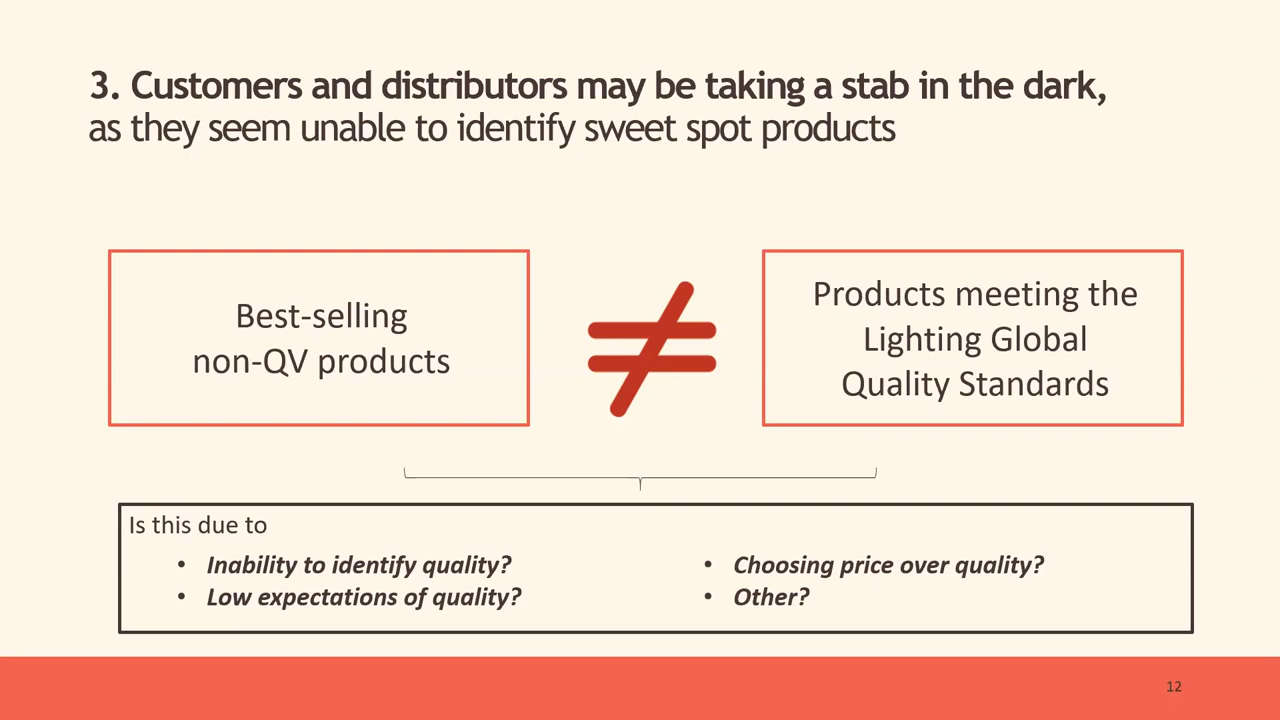 3. Customers and distributors may be taking a stab in the dark,
as they seem unable to identify sweet spot products
Best-selling
non-QV products
≠
Products meeting the
Lighting Global
Quality Standards
Is this due to
• Inability to identify quality?
• Low expectations of quality?
• Choosing price over quality?
• Other?
12